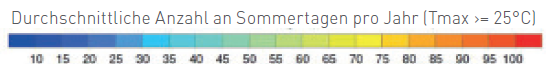 Durchschnittliche Anzahl an Sommertagen pro Jahr (Tmax >= 25°C)
10 15 20 25 30 35 40 45 50 55 60 65 70 75 80 85 90 95 100